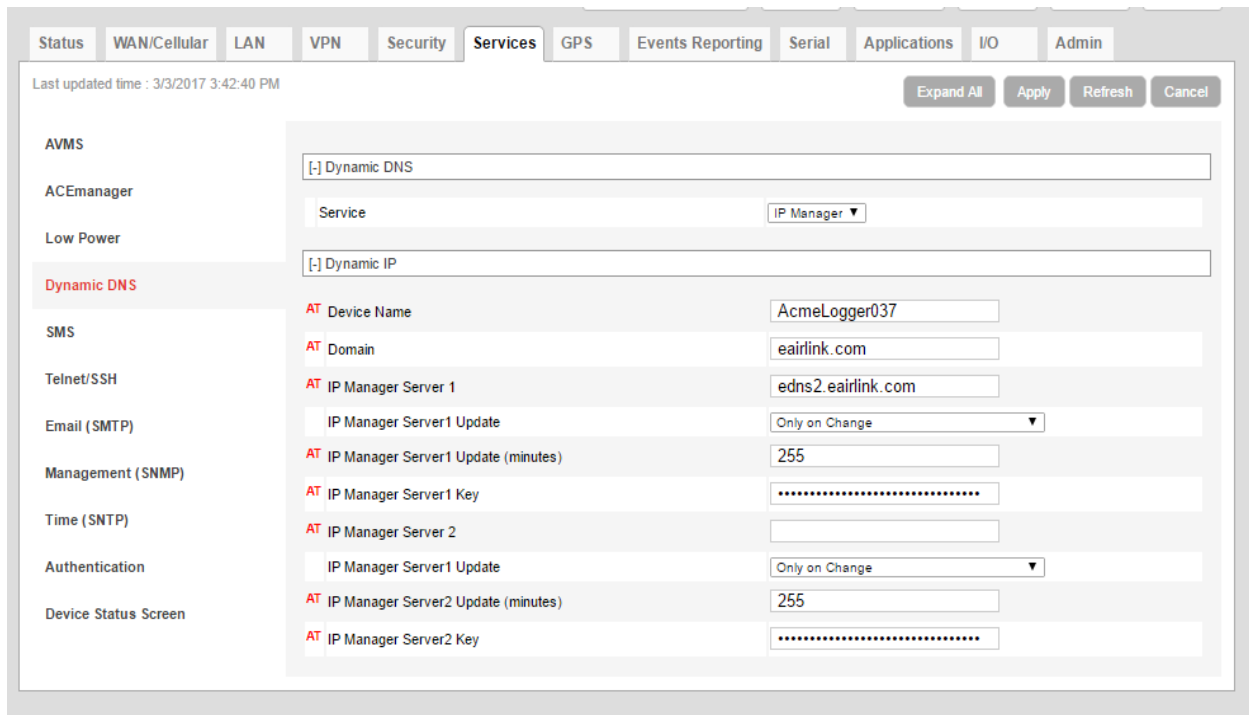 Status WAN/Cellular LAN VPN Security Services GPS Events Reporting Serial Applications I/O Admin
Last updated time : 3/3/2017 3:42:40 PM
Expand All Apply Refresh Cancel
AVMS
ACEmanager
Low Power
Dynamic DNS
SMS
Telnet/SSH
Email (SMTP)
Management (SNMP)
Time (SNTP)
Authentication
Device Status Screen
[-] Dynamic DNS
Service IP Manager
[-] Dynamic IP
AT Device Name AcmeLogger037
AT Domain eairlink.com
AT IP Manager Server 1 edns2.eairlink.com
IP Manager Server1 Update Only on Change
AT IP Manager Server1 Update (minutes) 255
AT IP Manager Server1 Key ••••••••••••••••••••••••••••••••
AT IP Manager Server 2
IP Manager Server1 Update Only on Change
AT IP Manager Server2 Update (minutes) 255
AT IP Manager Server2 Key ••••••••••••••••••••••••••••••••